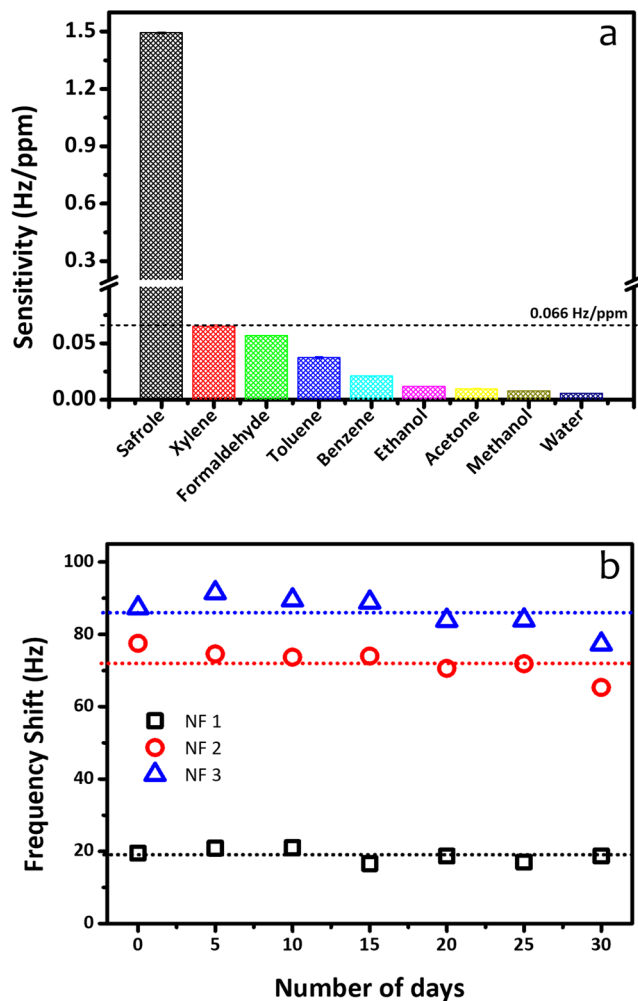 a
Sensitivity (Hz/ppm)
1.5
1.2
0.9
0.6
0.3
0.05
0.00
0.066 Hz/ppm
Safrole
Xylene
Formaldehyde
Toluene
Benzene
Ethanol
Acetone
Methanol
Water
b
Frequency Shift (Hz)
100
80
60
40
20
0
NF 1
NF 2
NF 3
0 5 10 15 20 25 30
Number of days